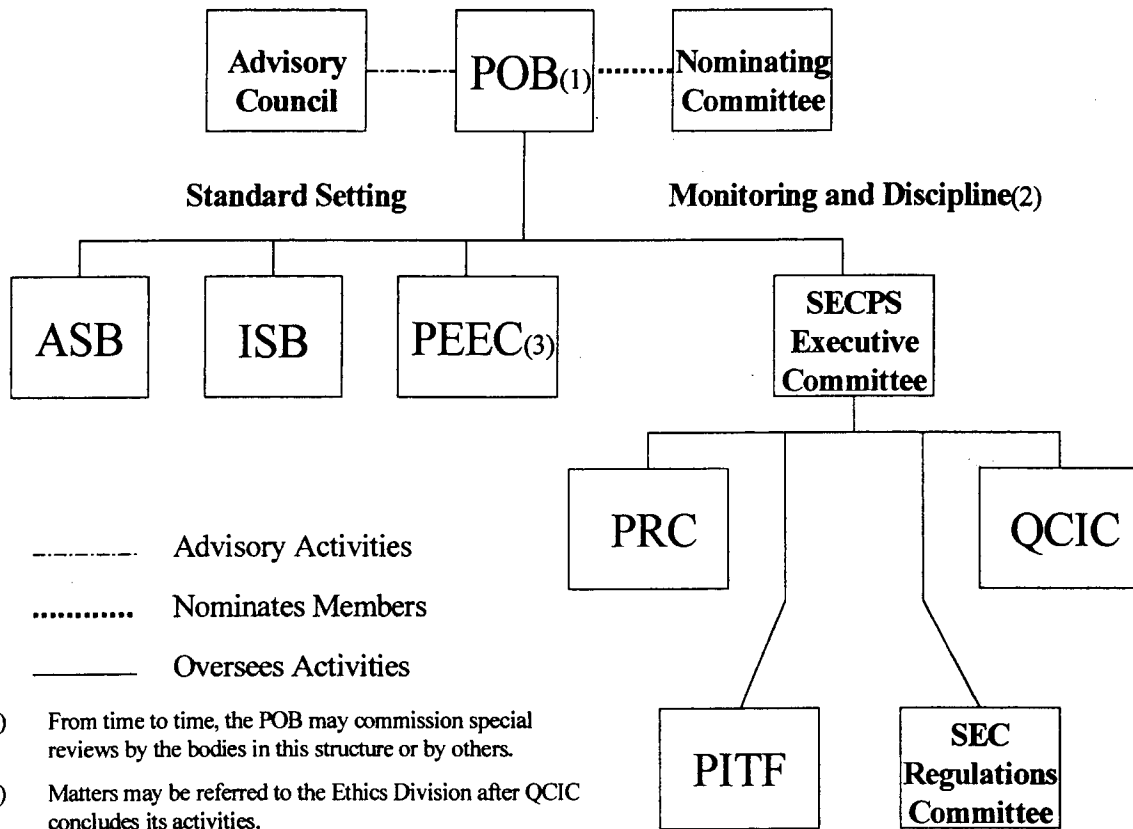 Advisory
Council
POB(1)
Nominating
Committee
Standard Setting
Monitoring and Discipline(2)
ASB
ISB
PEEC(3)
SECPS
Executive
Committee
PRC
QCIC
Advisory Activities
Nominates Members
Oversees Activities
) From time to time, the POB may commission special
reviews by the bodies in this structure or by others.
) Matters may be referred to the Ethics Division after QCIC
concludes its activities.
PITF
SEC
Regulations
Committee